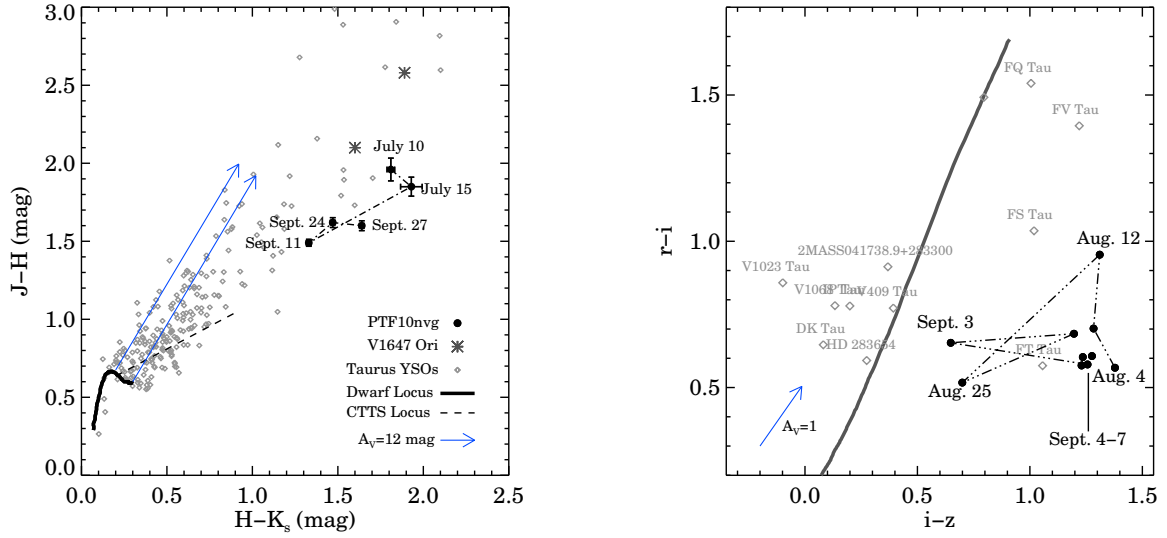 3.0
2.5
2.0
1.5
1.0
0.5
0.0
J−H (mag)
July 10
July 15
Sept. 24
Sept. 27
Sept. 11
PTF10nvg
V1647 Ori
Taurus YSOs
Dwarf Locus
CTTS Locus
A_V=12 mag
0.0 0.5 1.0 1.5 2.0 2.5
H−K_s (mag)
1.5
1.0
0.5
r−i
FQ Tau
FV Tau
FS Tau
Aug. 12
2MASS041738.9+283300
V1023 Tau
V409 Tau
Sept. 3
DK Tau
HD 283654
FT Tau
Aug. 25
Aug. 4
A_V=1
Sept. 4−7
0.0 0.5 1.0 1.5
i−z